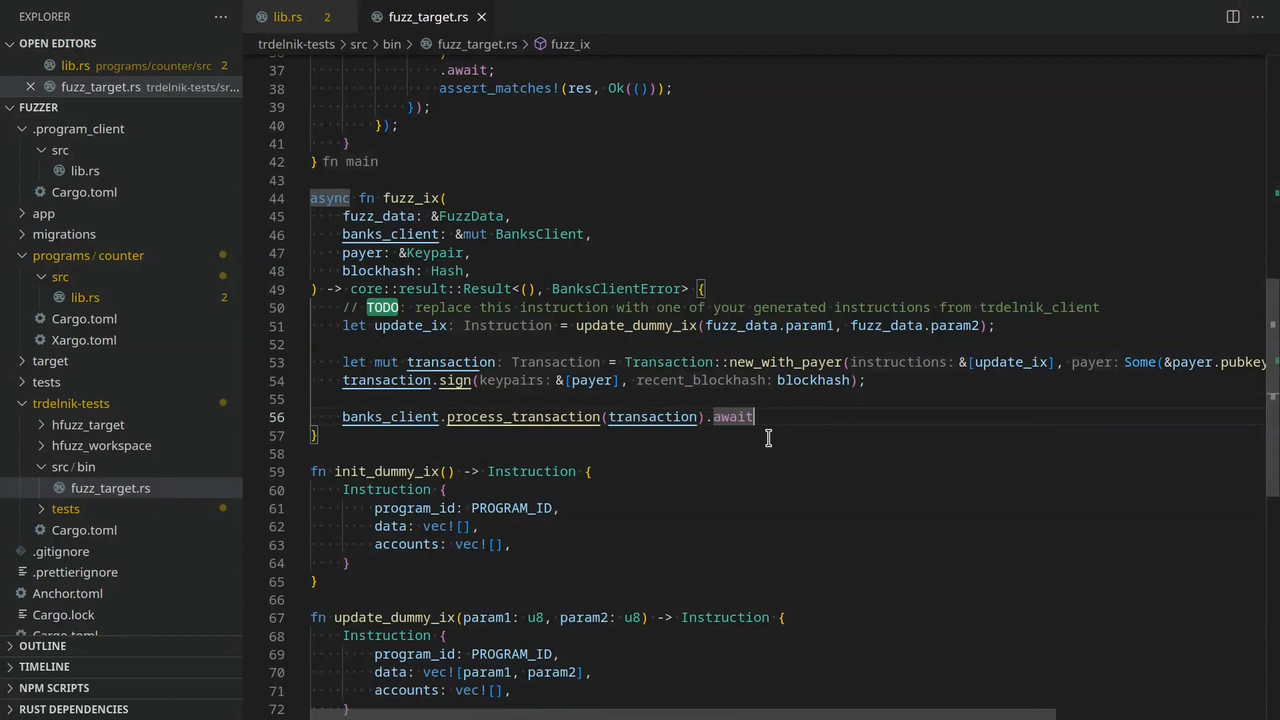 EXPLORER
OPEN EDITORS
lib.rs programs/counter/src 2
fuzz_target.rs trdelnik-tests/sr...
FUZZER
.program_client
src
lib.rs
Cargo.toml
app
migrations
programs / counter
src
lib.rs 2
Cargo.toml
Xargo.toml
target
tests
trdelnik-tests
hfuzz_target
hfuzz_workspace
src / bin
fuzz_target.rs
tests
Cargo.toml
.gitignore
.prettierignore
Anchor.toml
Cargo.lock
OUTLINE
TIMELINE
NPM SCRIPTS
RUST DEPENDENCIES
lib.rs 2
fuzz_target.rs
trdelnik-tests > src > bin > fuzz_target.rs > fuzz_ix
37 .await;
38 assert_matches!(res, Ok(()));
39 });
40 });
41 }
42 } fn main
43
44 async fn fuzz_ix(
45 fuzz_data: &FuzzData,
46 banks_client: &mut BanksClient,
47 payer: &Keypair,
48 blockhash: Hash,
49 ) -> core::result::Result<(), BanksClientError> {
50 // TODO: replace this instruction with one of your generated instructions from trdelnik_client
51 let update_ix: Instruction = update_dummy_ix(fuzz_data.param1, fuzz_data.param2);
52
53 let mut transaction: Transaction = Transaction::new_with_payer(instructions: &[update_ix], payer: Some(&payer.pubkey
54 transaction.sign(keypairs: &[payer], recent_blockhash: blockhash);
55
56 banks_client.process_transaction(transaction).await
57 }
58
59 fn init_dummy_ix() -> Instruction {
60 Instruction {
61 program_id: PROGRAM_ID,
62 data: vec![],
63 accounts: vec![],
64 }
65 }
66
67 fn update_dummy_ix(param1: u8, param2: u8) -> Instruction {
68 Instruction {
69 program_id: PROGRAM_ID,
70 data: vec![param1, param2],
71 accounts: vec![],
72 }